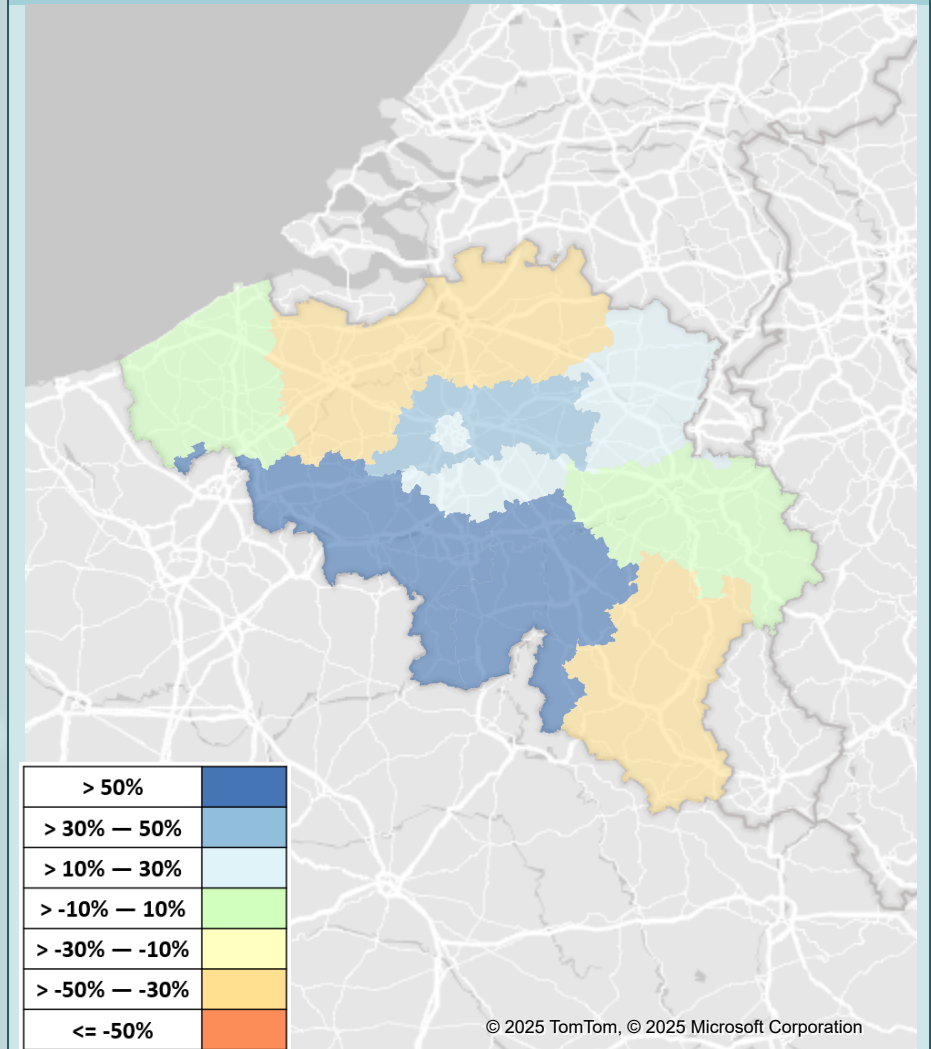 > 50%
> 30% — 50%
> 10% — 30%
> -10% — 10%
> -30% — -10%
> -50% — -30%
<= -50%
© 2025 TomTom, © 2025 Microsoft Corporation